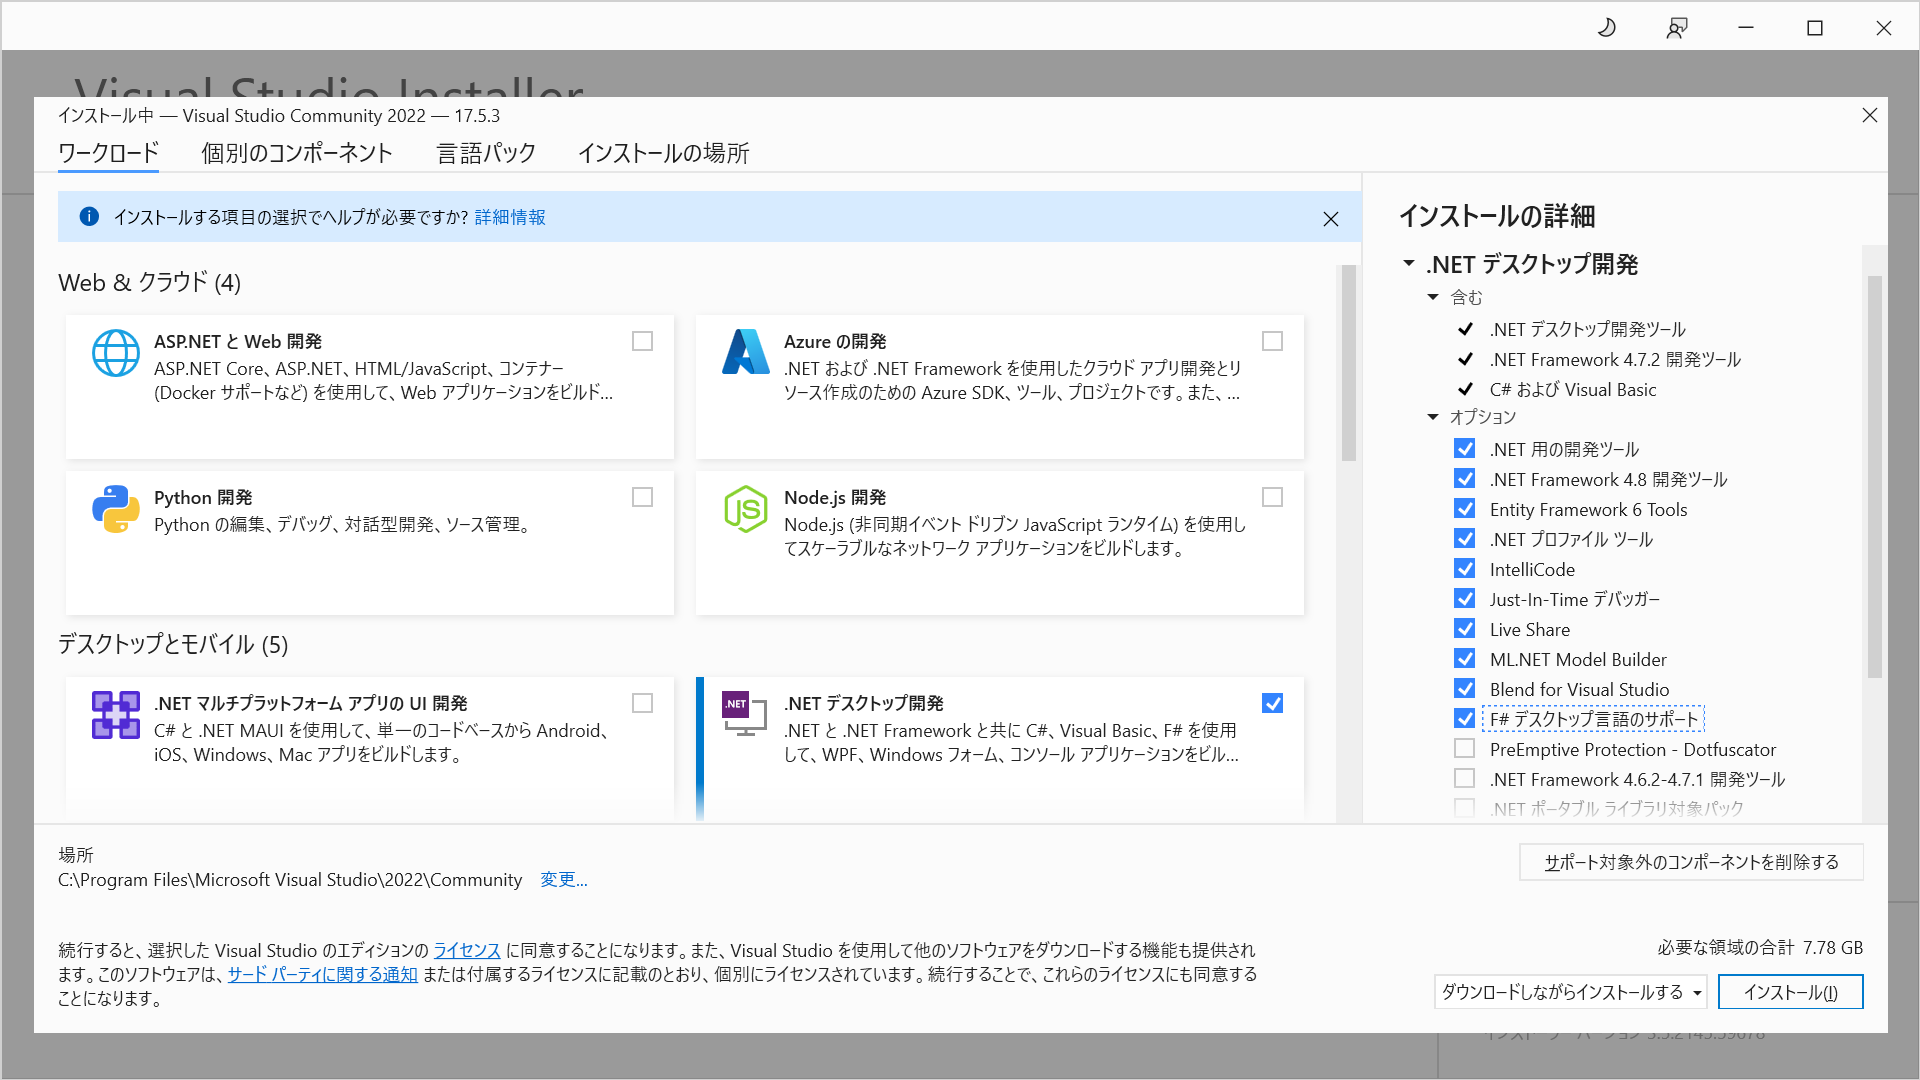 Visual Studio Installer
インストール中 — Visual Studio Community 2022 — 17.5.3
ワークロード
個別のコンポーネント
言語パック
インストールの場所
インストールする項目の選択でヘルプが必要ですか? 詳細情報
Web & クラウド (4)
ASP.NET と Web 開発
ASP.NET Core、ASP.NET、HTML/JavaScript、コンテナー
(Docker サポートなど) を使用して、Web アプリケーションをビルド...
Azure の開発
.NET および .NET Framework を使用したクラウド アプリ開発とリ
ソース作成のための Azure SDK、ツール、プロジェクトです。また、...
Python 開発
Python の編集、デバッグ、対話型開発、ソース管理。
Node.js 開発
Node.js (非同期イベント ドリブン JavaScript ランタイム) を使用し
てスケーラブルなネットワーク アプリケーションをビルドします。
デスクトップとモバイル (5)
.NET マルチプラットフォーム アプリの UI 開発
C# と .NET MAUI を使用して、単一のコードベースから Android、
iOS、Windows、Mac アプリをビルドします。
.NET
.NET デスクトップ開発
.NET と .NET Framework と共に C#、Visual Basic、F# を使用
して、WPF、Windows フォーム、コンソール アプリケーションをビル...
インストールの詳細
.NET デスクトップ開発
含む
.NET デスクトップ開発ツール
.NET Framework 4.7.2 開発ツール
C# および Visual Basic
オプション
.NET 用の開発ツール
.NET Framework 4.8 開発ツール
Entity Framework 6 Tools
.NET プロファイル ツール
IntelliCode
Just-In-Time デバッガー
Live Share
ML.NET Model Builder
Blend for Visual Studio
F# デスクトップ言語のサポート
PreEmptive Protection - Dotfuscator
.NET Framework 4.6.2-4.7.1 開発ツール
.NET ポータブル ライブラリ対象パック
場所
C:\Program Files\Microsoft Visual Studio\2022\Community 変更...
サポート対象外のコンポーネントを削除する
続行すると、選択した Visual Studio のエディションの ライセンス に同意することになります。また、Visual Studio を使用して他のソフトウェアをダウンロードする機能も提供され
ます。このソフトウェアは、サード パーティに関する通知 または付属するライセンスに記載のとおり、個別にライセンスされています。続行することで、これらのライセンスにも同意する
ことになります。
必要な領域の合計 7.78 GB
ダウンロードしながらインストールする
インストール(I)